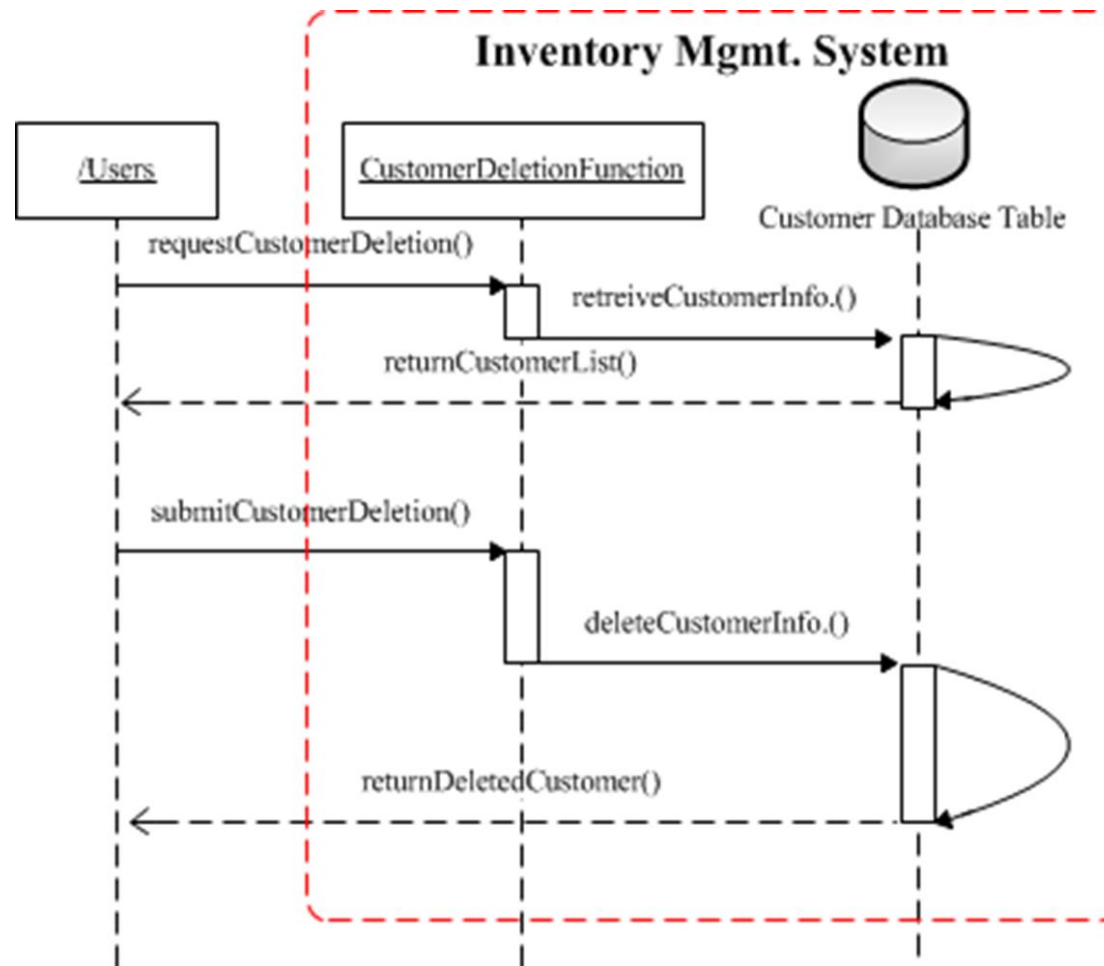 Inventory Mgmt. System
/Users
CustomerDeletionFunction
Customer Database Table
requestCustomerDeletion()
retreiveCustomerInfo.()
returnCustomerList()
submitCustomerDeletion()
deleteCustomerInfo.()
returnDeletedCustomer()